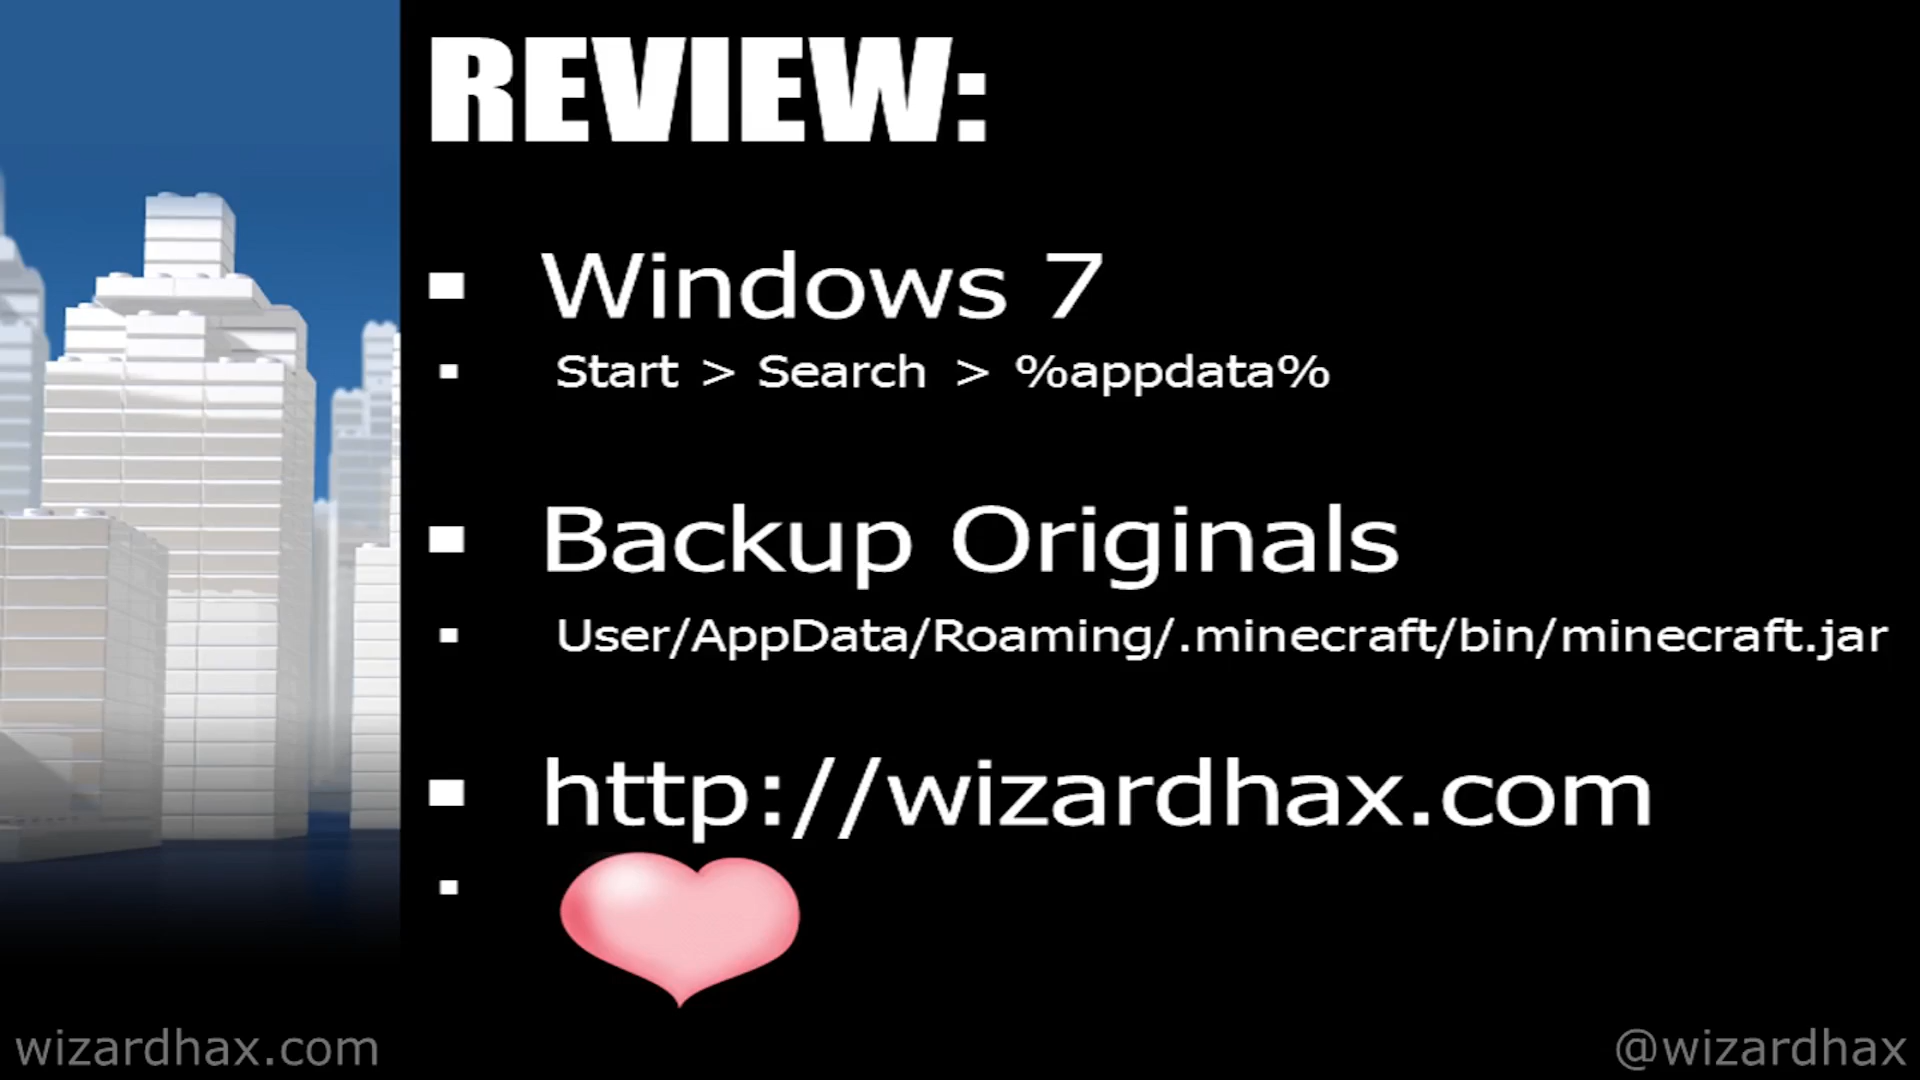 REVIEW:
Windows 7
Start > Search > %appdata%
Backup Originals
User/AppData/Roaming/.minecraft/bin/minecraft.jar
http://wizardhax.com
wizardhax.com
@wizardhax